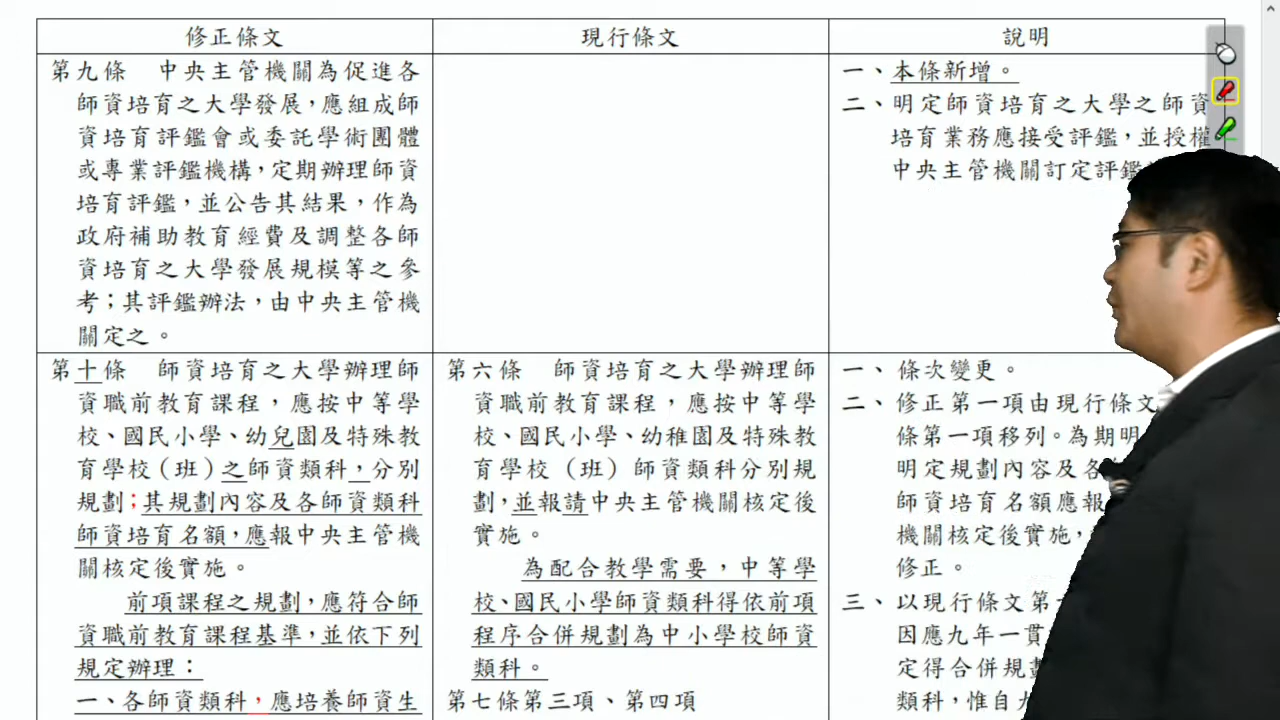 修正條文
現行條文
說明
第九條 中央主管機關為促進各
師資培育之大學發展,應組成師
資培育評鑑會或委託學術團體
或專業評鑑機構,定期辦理師資
培育評鑑,並公告其結果,作為
政府補助教育經費及調整各師
資培育之大學發展規模等之參
考;其評鑑辦法,由中央主管機
關定之。
一、本條新增。
二、明定師資培育之大學之師資
培育業務應接受評鑑,並授權
中央主管機關訂定評鑑
第十條 師資培育之大學辦理師
資職前教育課程,應按中等學
校、國民小學、幼兒園及特殊教
育學校(班)之師資類科,分別
規劃;其規劃內容及各師資類科
師資培育名額,應報中央主管機
關核定後實施。
前項課程之規劃,應符合師
資職前教育課程基準,並依下列
規定辦理:
一、各師資類科,應培養師資生
第六條 師資培育之大學辦理師
資職前教育課程,應按中等學
校、國民小學、幼稚園及特殊教
育學校(班)師資類科分別規
劃,並報請中央主管機關核定後
實施。
為配合教學需要,中等學
校、國民小學師資類科得依前項
程序合併規劃為中小學校師資
類科。
第七條第三項、第四項
一、條次變更。
二、修正第一項由現行條文
條第一項移列。為期明
明定規劃內容及各
師資培育名額應報
機關核定後實施,
修正。
三、以現行條文第
因應九年一貫
定得合併規
類科,惟自